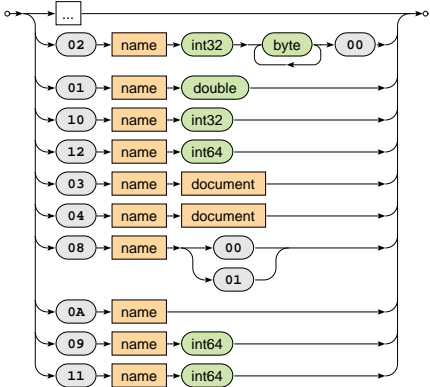 ...
02 name int32 byte 00
01 name double
10 name int32
12 name int64
03 name document
04 name document
08 name 00
01
0A name
09 name int64
11 name int64